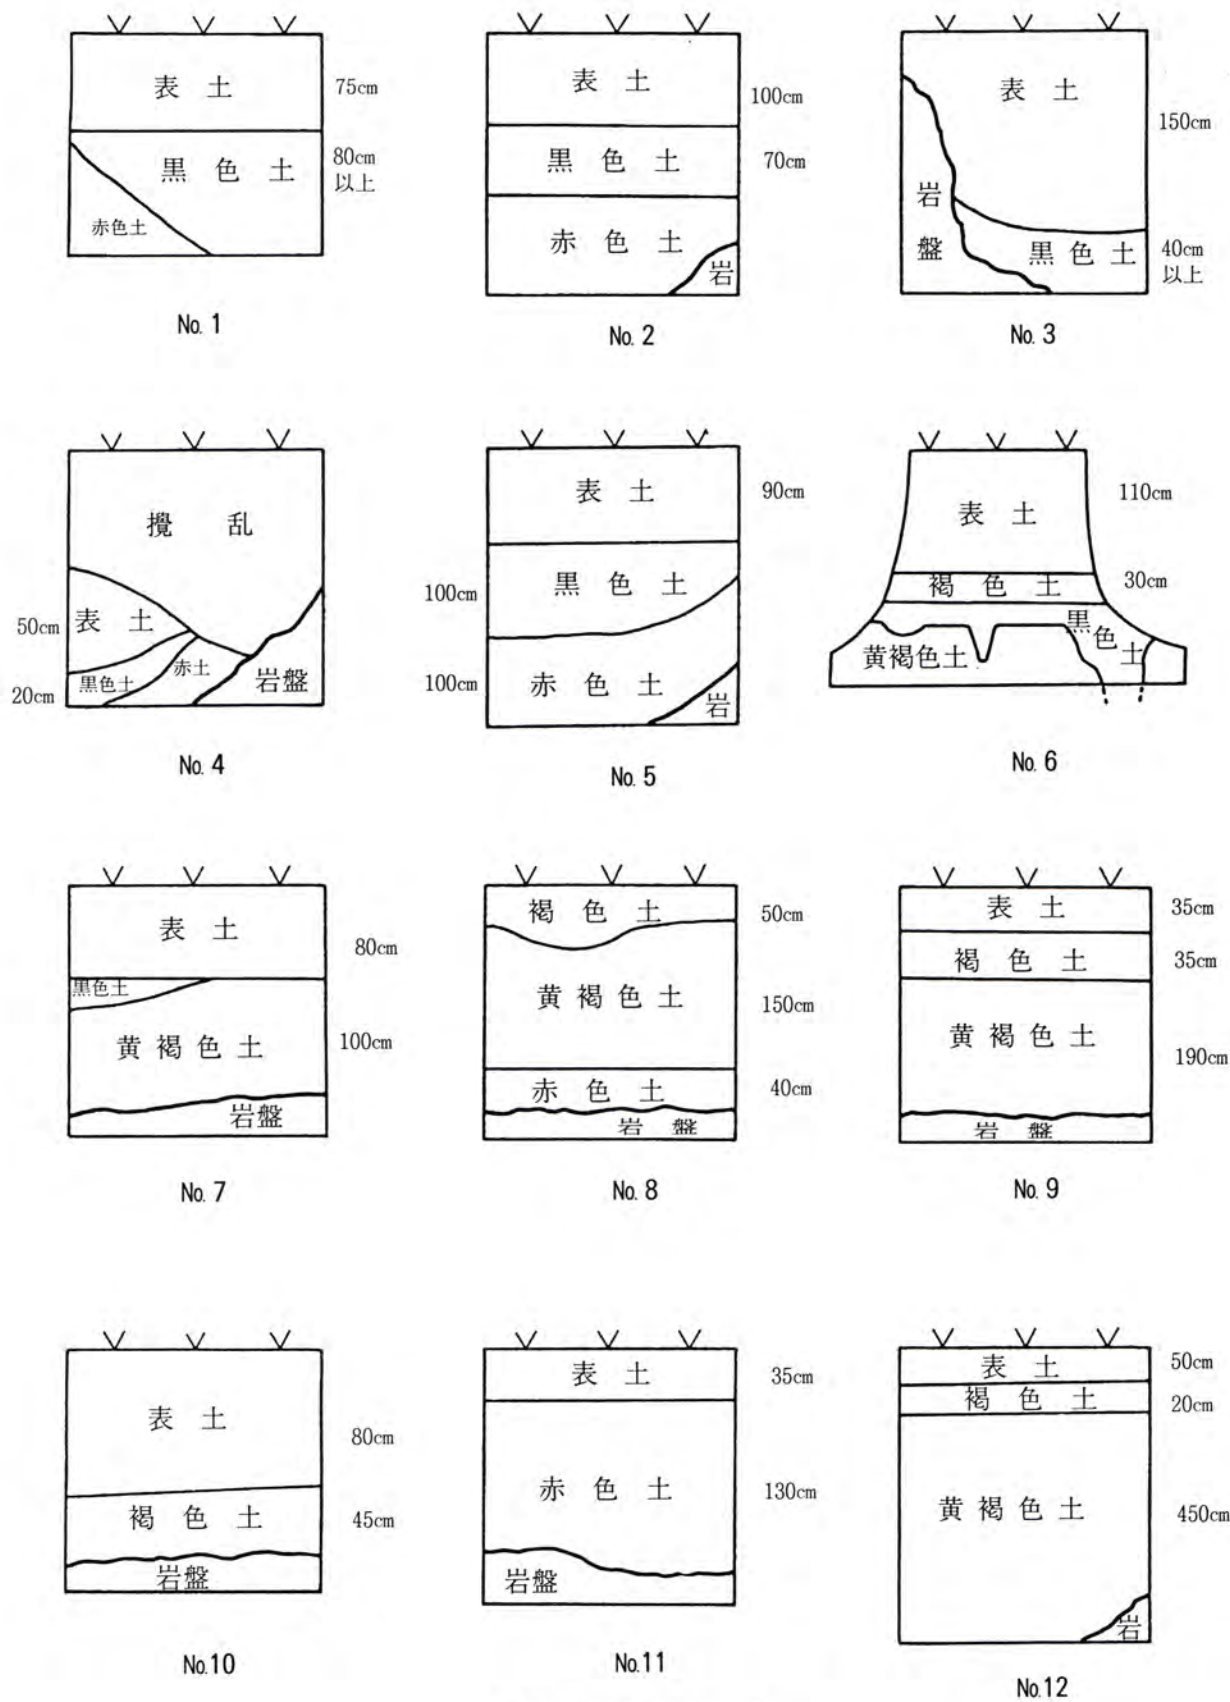 表 土
75cm
黒 色 土
80cm
以上
赤色土
No. 1
表 土
100cm
黒 色 土
70cm
赤 色 土
岩
No. 2
表 土
150cm
岩
盤
黒 色 土
40cm
以上
No. 3
攪 乱
表 土
50cm
黒色土
20cm
赤土
岩盤
No. 4
表 土
90cm
黒 色 土
100cm
赤 色 土
100cm
岩
No. 5
表 土
110cm
褐 色 土
30cm
黒
色
土
黄褐色土
No. 6
表 土
80cm
黒色土
黄 褐 色 土
100cm
岩盤
No. 7
褐 色 土
50cm
黄 褐 色 土
150cm
赤 色 土
40cm
岩 盤
No. 8
表 土
35cm
褐 色 土
35cm
黄 褐 色 土
190cm
岩 盤
No. 9
表 土
80cm
褐 色 土
45cm
岩盤
No.10
表 土
35cm
赤 色 土
130cm
岩盤
No.11
表 土
50cm
褐 色 土
20cm
黄 褐 色 土
450cm
岩
No.12